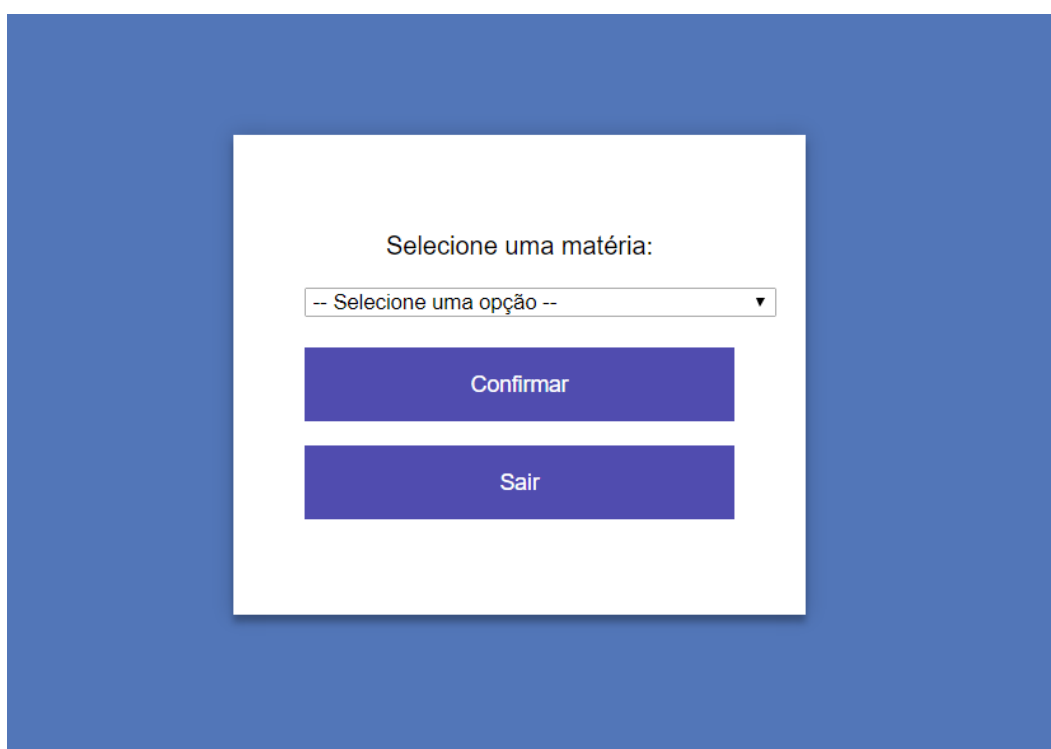 Selecione uma matéria:
-- Selecione uma opção --
Confirmar
Sair